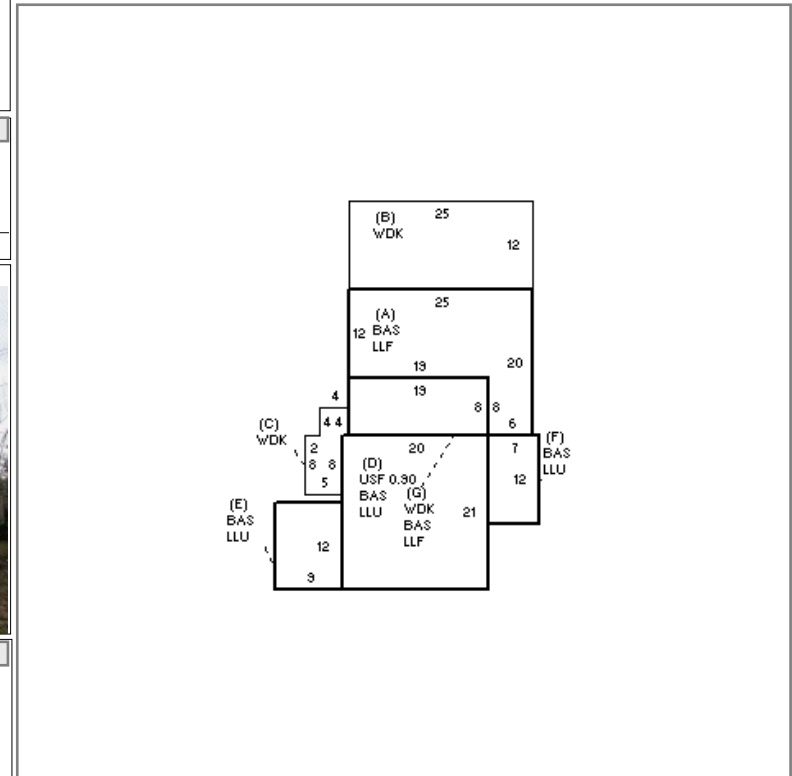 (B)
WDK
25
12
25
(A)
BAS
LLF
12
20
19
19
8 8
6
4
4 4
(C)
WDK
2
8 8
5
20
(D)
USF 0.90
BAS
LLU
(G)
WDK
BAS
LLF
21
7
12
(F)
BAS
LLU
(E)
BAS
LLU
12
9